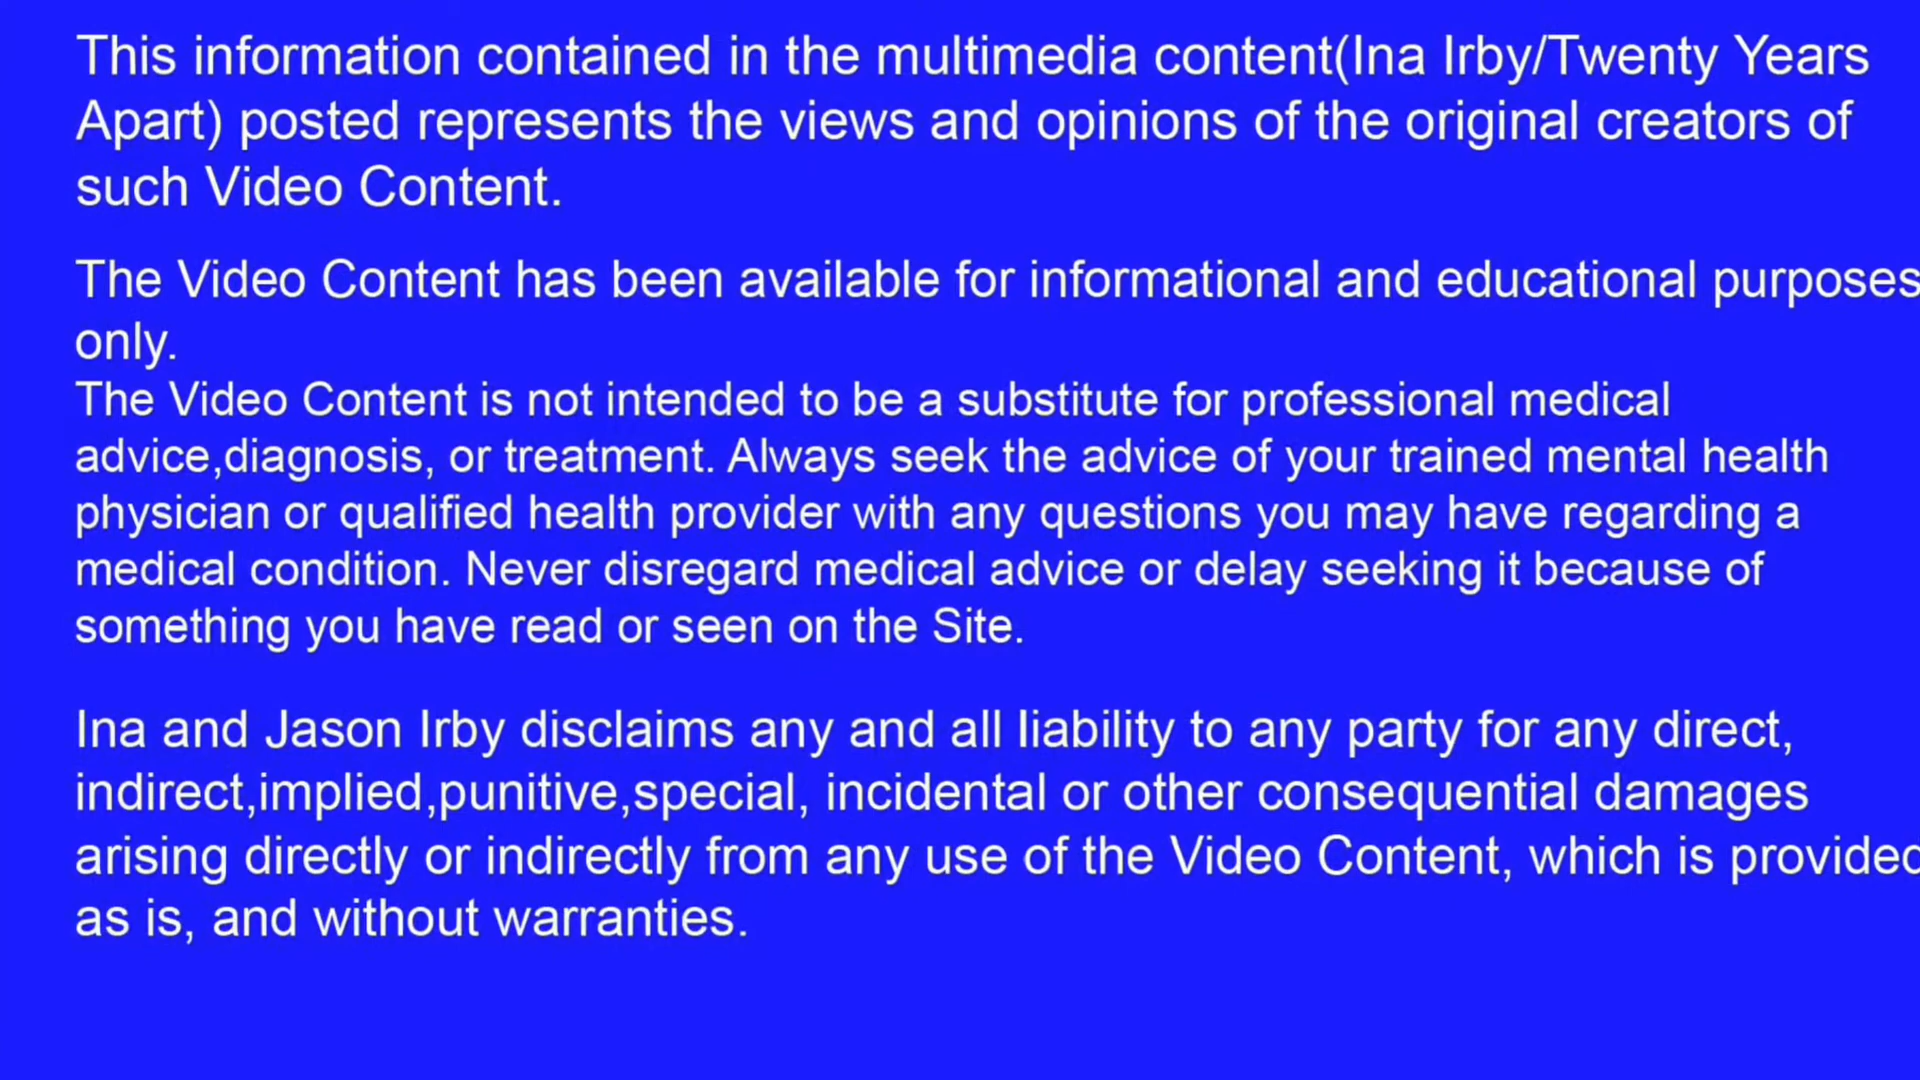 This information contained in the multimedia content(Ina Irby/Twenty Years
Apart) posted represents the views and opinions of the original creators of
such Video Content.
The Video Content has been available for informational and educational purposes
only.
The Video Content is not intended to be a substitute for professional medical
advice,diagnosis, or treatment. Always seek the advice of your trained mental health
physician or qualified health provider with any questions you may have regarding a
medical condition. Never disregard medical advice or delay seeking it because of
something you have read or seen on the Site.
Ina and Jason Irby disclaims any and all liability to any party for any direct,
indirect,implied,punitive,special, incidental or other consequential damages
arising directly or indirectly from any use of the Video Content, which is provided
as is, and without warranties.